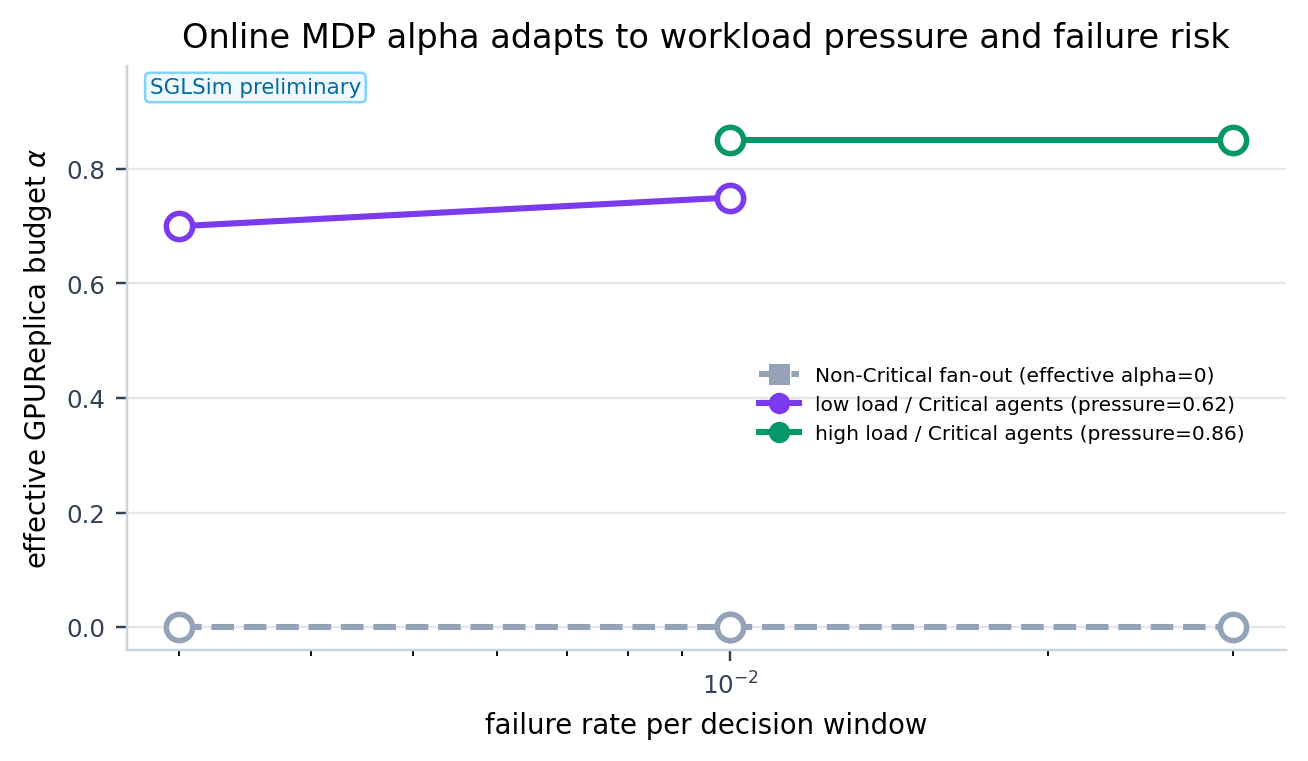 Online MDP alpha adapts to workload pressure and failure risk
SGLSim preliminary
effective GPUReplica budget α
0.8
0.6
0.4
0.2
0.0
Non-Critical fan-out (effective alpha=0)
low load / Critical agents (pressure=0.62)
high load / Critical agents (pressure=0.86)
10⁻²
failure rate per decision window